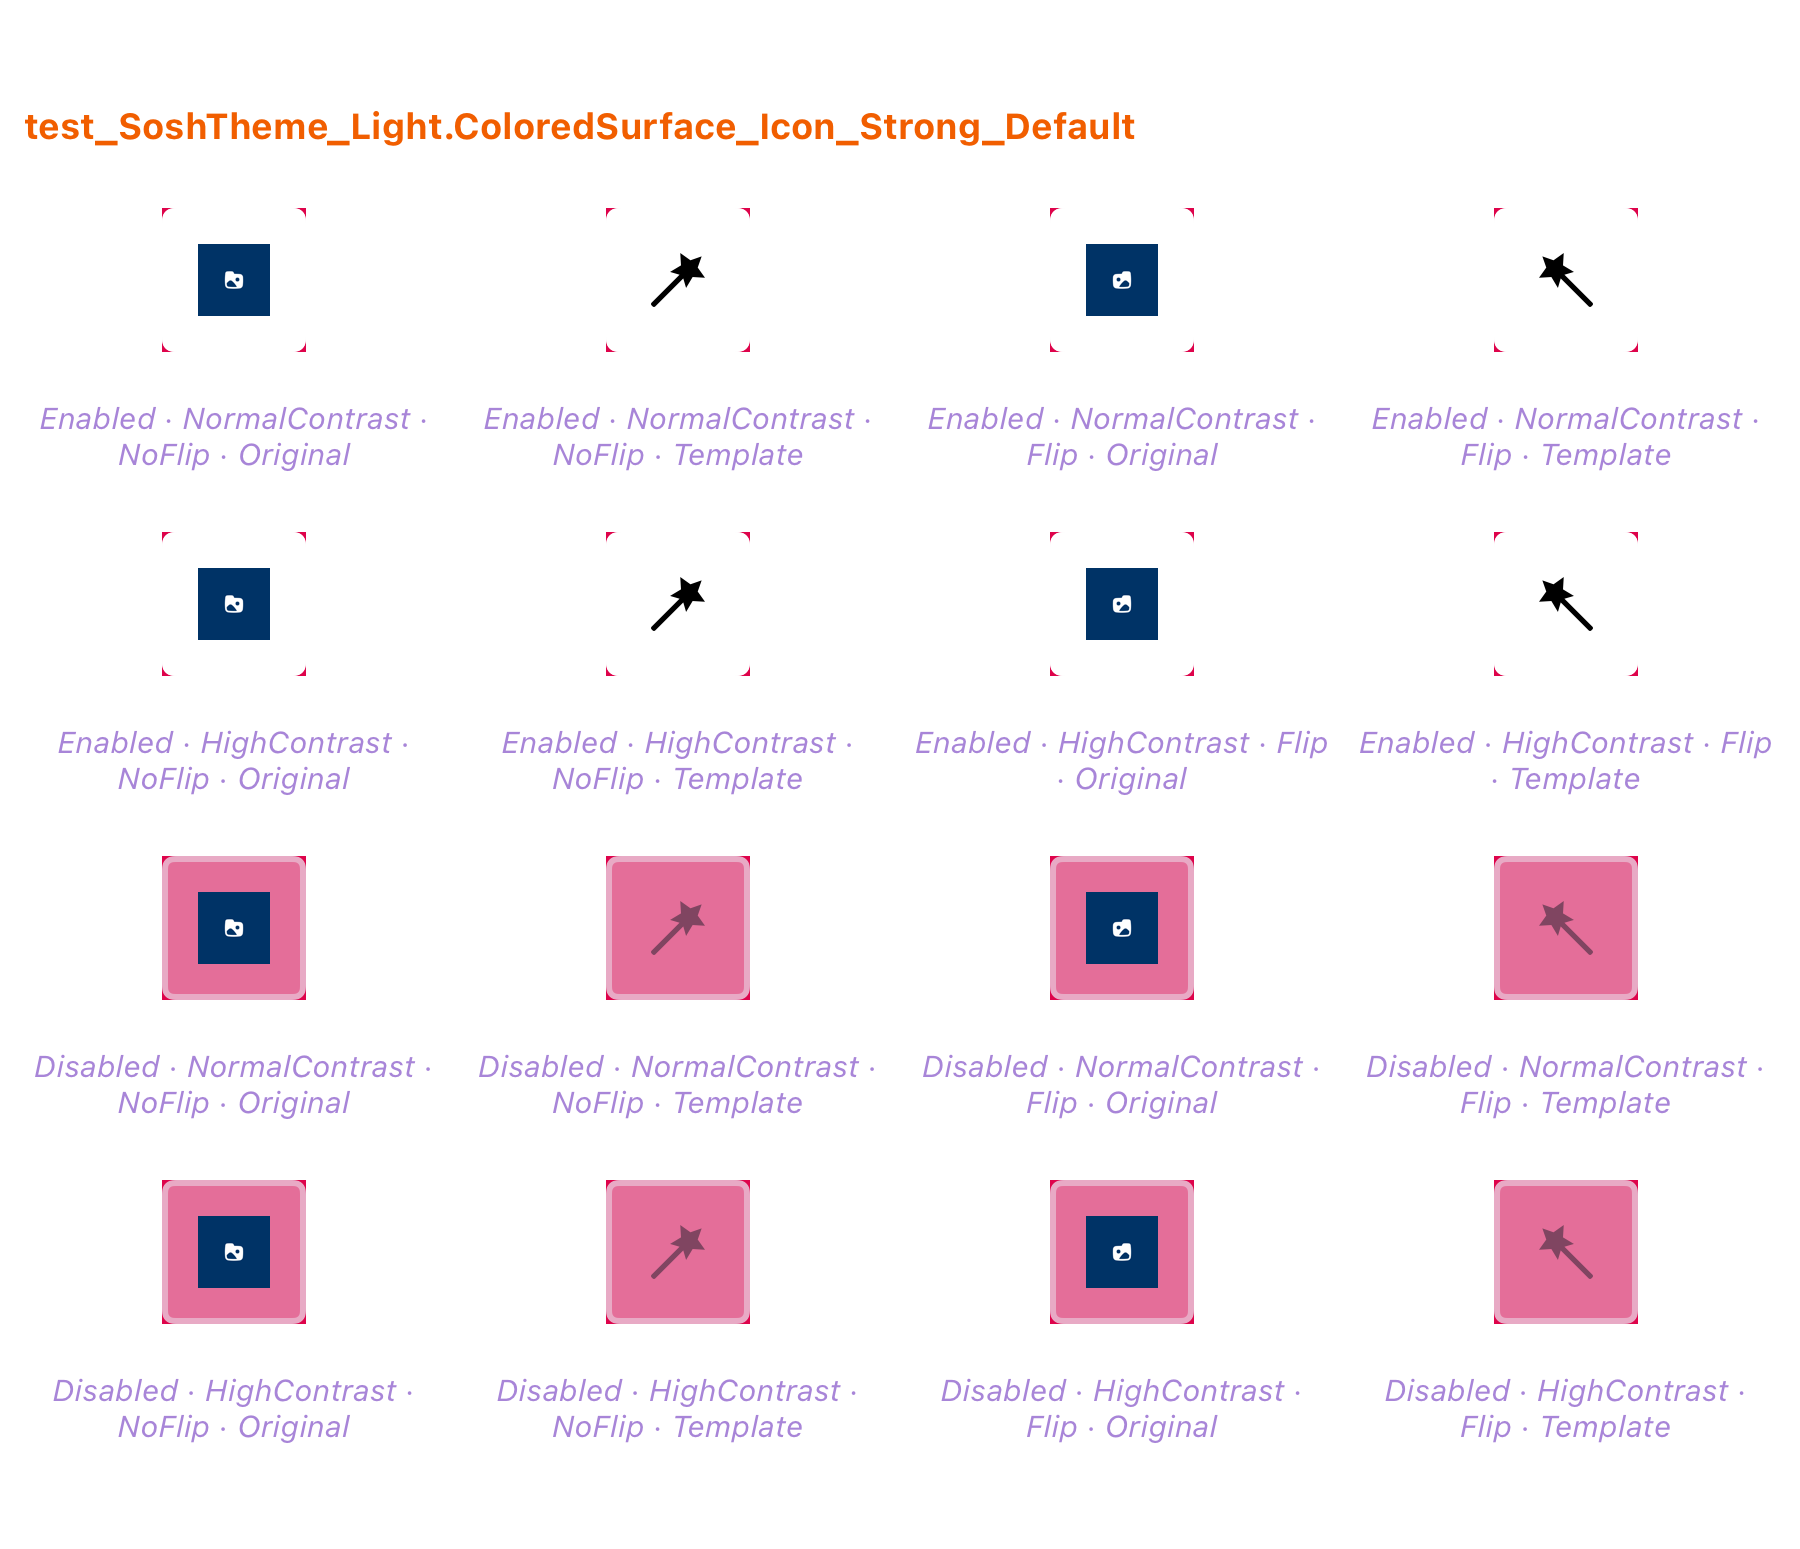 test_SoshTheme_Light.ColoredSurface_Icon_Strong_Default
Enabled · NormalContrast ·
NoFlip · Original
Enabled · NormalContrast ·
NoFlip · Template
Enabled · NormalContrast ·
Flip · Original
Enabled · NormalContrast ·
Flip · Template
Enabled · HighContrast ·
NoFlip · Original
Enabled · HighContrast ·
NoFlip · Template
Enabled · HighContrast · Flip
· Original
Enabled · HighContrast · Flip
· Template
Disabled · NormalContrast ·
NoFlip · Original
Disabled · NormalContrast ·
NoFlip · Template
Disabled · NormalContrast ·
Flip · Original
Disabled · NormalContrast ·
Flip · Template
Disabled · HighContrast ·
NoFlip · Original
Disabled · HighContrast ·
NoFlip · Template
Disabled · HighContrast ·
Flip · Original
Disabled · HighContrast ·
Flip · Template